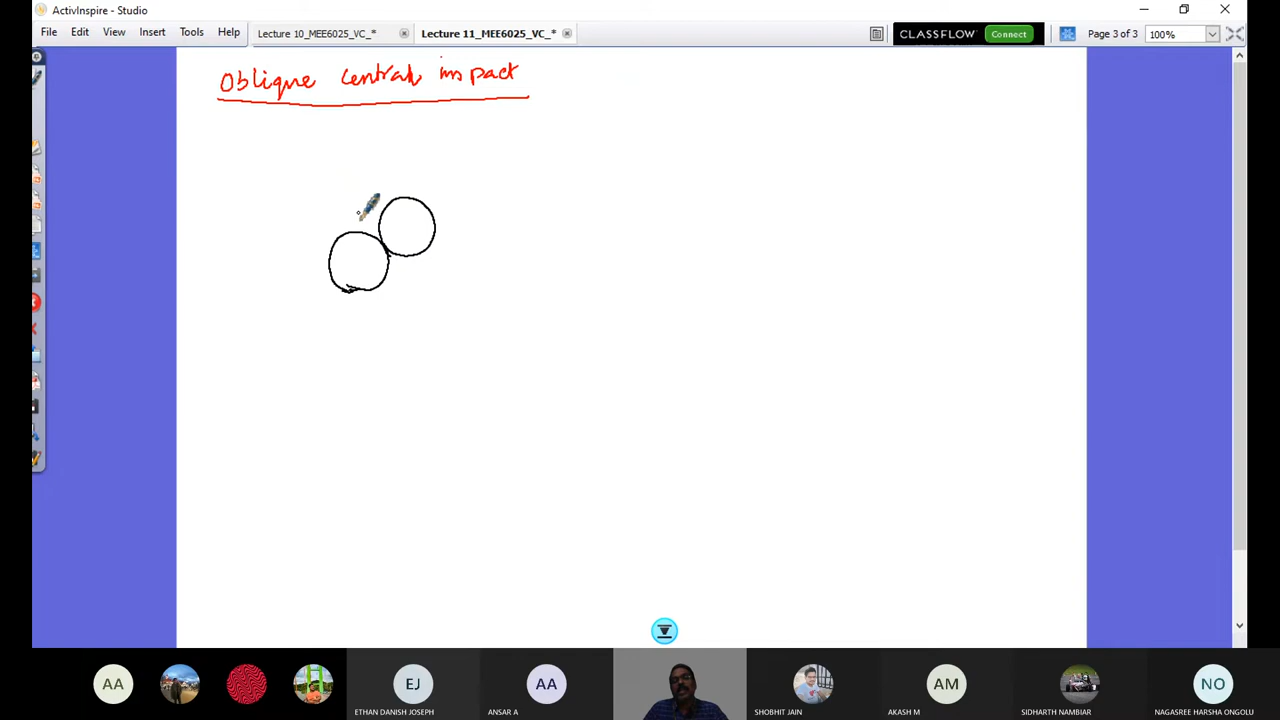 ActivInspire - Studio
File Edit View Insert Tools Help
Lecture 10_MEE6025_VC_*
Lecture 11_MEE6025_VC_*
CLASSFLOW Connect
Page 3 of 3
100%
Oblique central impact
AA
EJ
ETHAN DANISH JOSEPH
AA
ANSAR A
SHOBHIT JAIN
AM
AKASH M
SIDHARTH NAMBIAR
NO
NAGASREE HARSHA ONGOLU